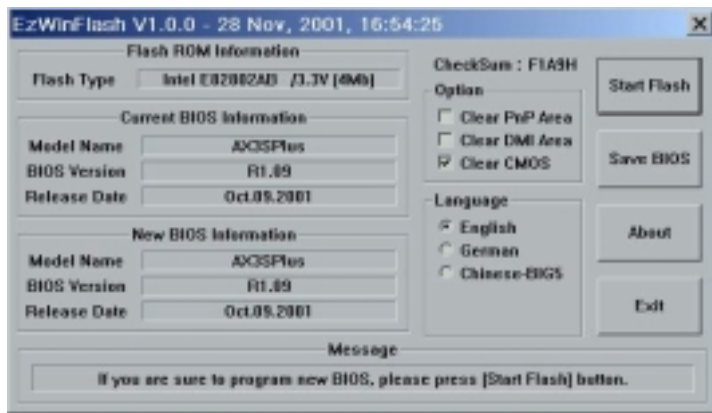 EzWinFlash V1.0.0 - 28 Nov, 2001, 16:54:25
Flash ROM Information
Flash Type Intel E82802AB /3.3V (4Mb)
Current BIOS Information
Model Name AX3SPlus
BIOS Version R1.09
Release Date Oct.09.2001
New BIOS Information
Model Name AX3SPlus
BIOS Version R1.09
Release Date Oct.09.2001
CheckSum : F1A9H
Option
Clear PnP Area
Clear DMI Area
Clear CMOS
Language
English
German
Chinese-BIG5
Start Flash
Save BIOS
About
Exit
Message
If you are sure to program new BIOS, please press [Start Flash] button.